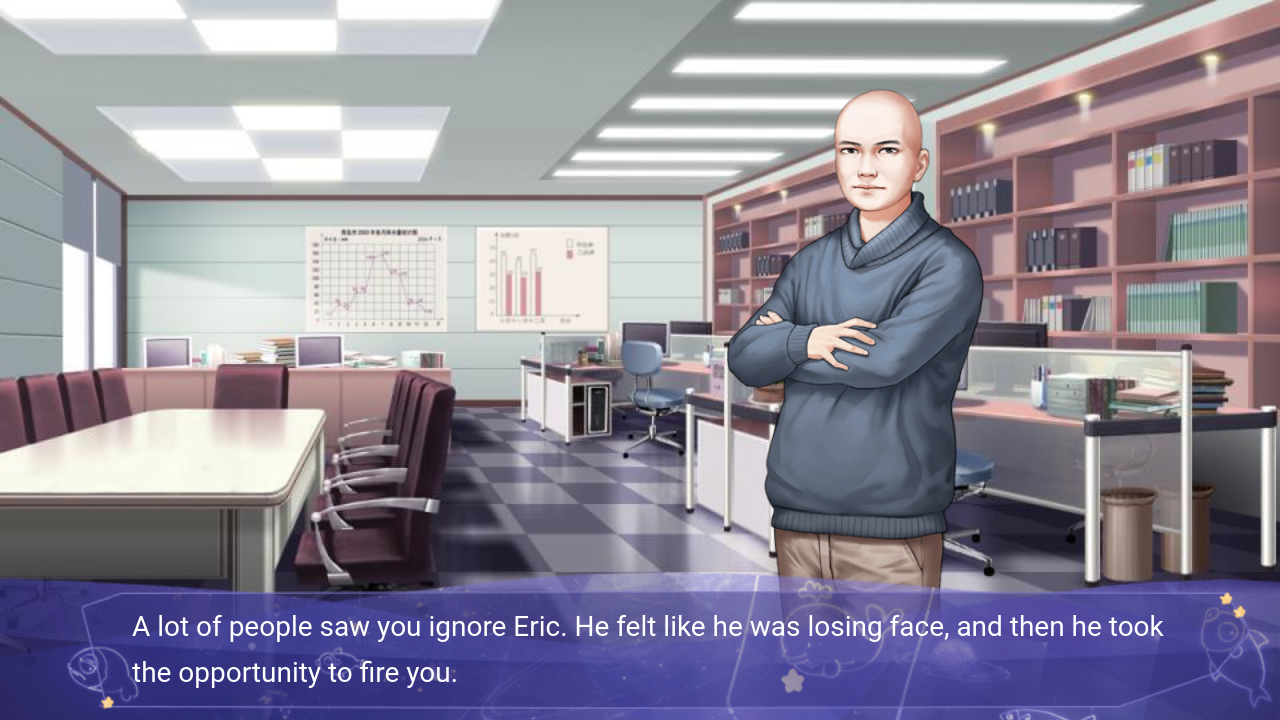 A lot of people saw you ignore Eric. He felt like he was losing face, and then he took
the opportunity to fire you.